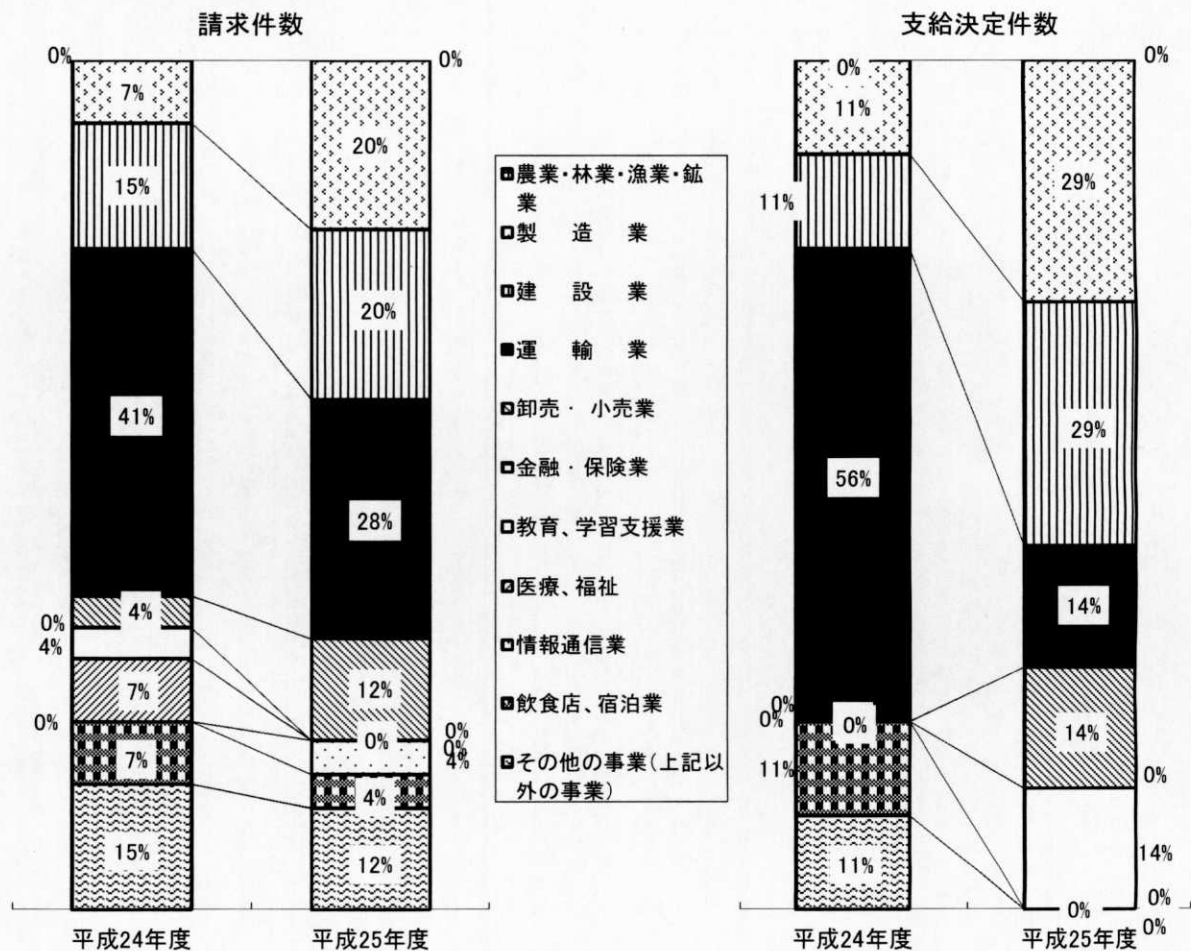 請求件数
0%
7%
15%
41%
4%
0%
4%
7%
0%
7%
15%
平成24年度
0%
20%
20%
28%
12%
0%
0%
0%
4%
4%
12%
平成25年度
農業・林業・漁業・鉱
業
製 造 業
建 設 業
運 輸 業
卸売・ 小売業
金融・保険業
教育、学習支援業
医療、福祉
情報通信業
飲食店、宿泊業
その他の事業(上記以
外の事業)
支給決定件数
0%
11%
11%
56%
0%
0%
0%
11%
11%
平成24年度
0%
29%
29%
14%
14%
0%
14%
0%
0%
0%
平成25年度